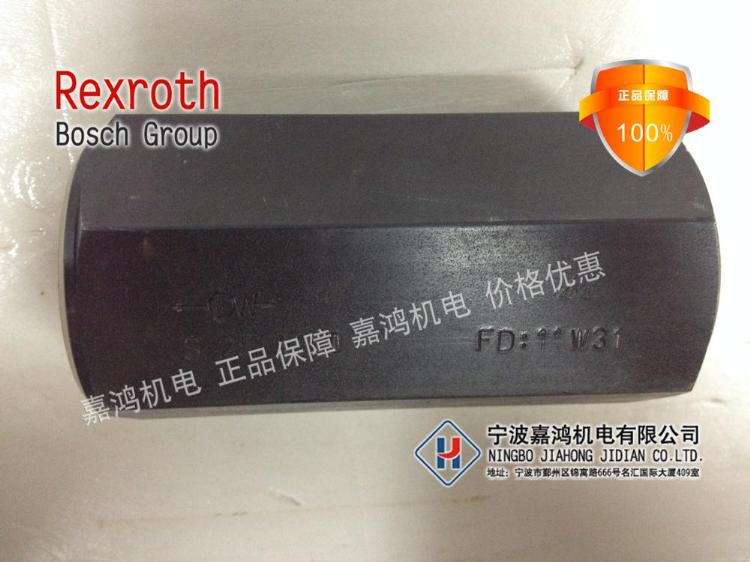 Rexroth
Bosch Group
正品保障
100%
嘉鸿机电 正品保障 嘉鸿机电 价格优惠
FD:11 W31
宁波嘉鸿机电有限公司
NINGBO JIAHONG JIDIAN CO.LTD.
地址:宁波市鄞州区锦寓路666号名汇国际大厦409室